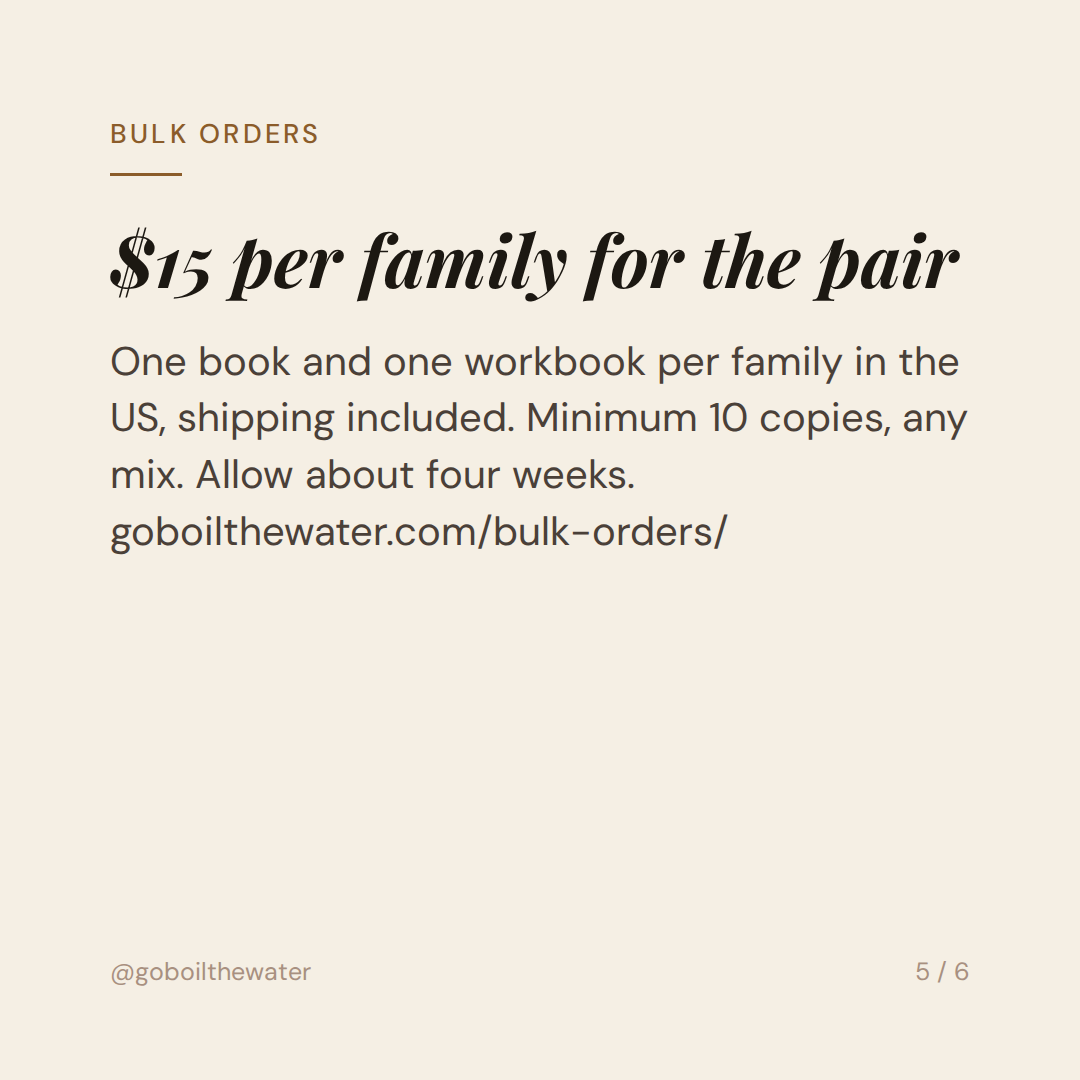 BULK ORDERS
$15 per family for the pair
One book and one workbook per family in the
US, shipping included. Minimum 10 copies, any
mix. Allow about four weeks.
goboilthewater.com/bulk-orders/
@goboilthewater
5 / 6